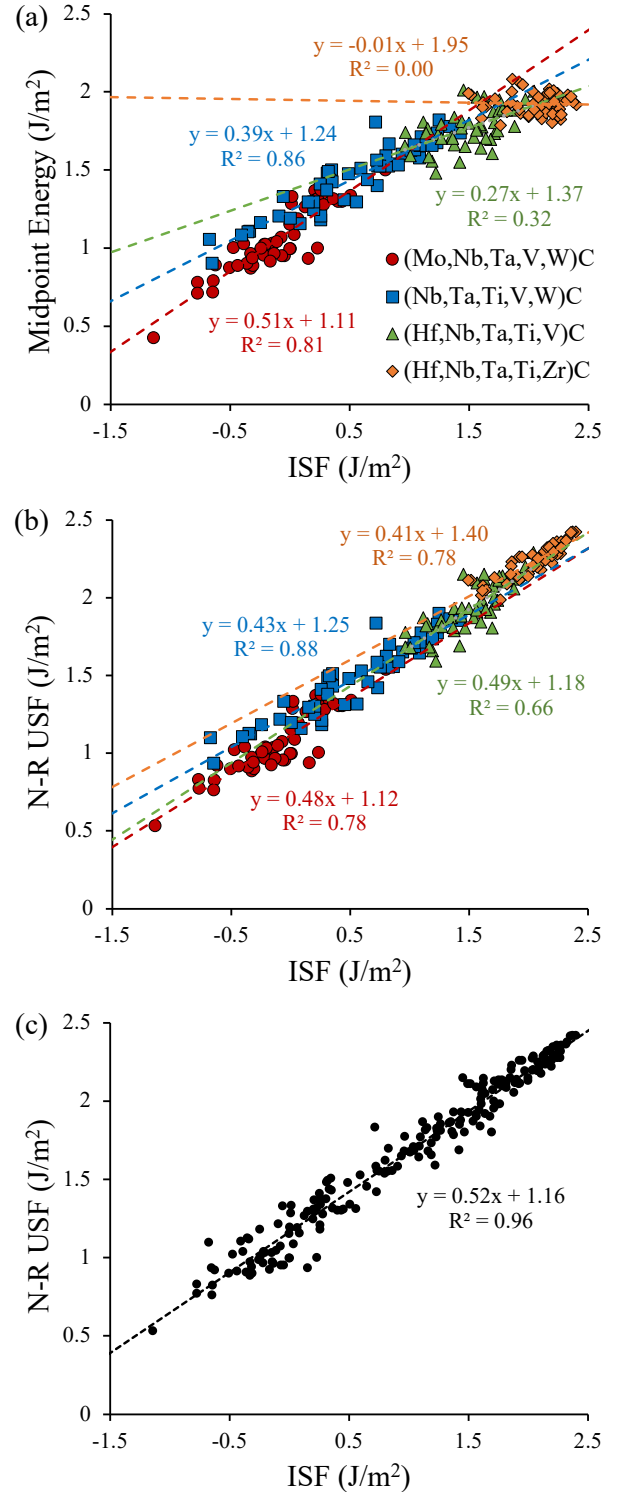 (a)
Midpoint Energy (J/m²)
2.5
2
1.5
1
0.5
0
-1.5
-0.5
0.5
1.5
2.5
ISF (J/m²)
y = -0.01x + 1.95
R² = 0.00
y = 0.39x + 1.24
R² = 0.86
y = 0.27x + 1.37
R² = 0.32
y = 0.51x + 1.11
R² = 0.81
(Mo,Nb,Ta,V,W)C
(Nb,Ta,Ti,V,W)C
(Hf,Nb,Ta,Ti,V)C
(Hf,Nb,Ta,Ti,Zr)C
(b)
N-R USF (J/m²)
2.5
2
1.5
1
0.5
0
-1.5
-0.5
0.5
1.5
2.5
ISF (J/m²)
y = 0.41x + 1.40
R² = 0.78
y = 0.43x + 1.25
R² = 0.88
y = 0.49x + 1.18
R² = 0.66
y = 0.48x + 1.12
R² = 0.78
(c)
N-R USF (J/m²)
2.5
2
1.5
1
0.5
0
-1.5
-0.5
0.5
1.5
2.5
ISF (J/m²)
y = 0.52x + 1.16
R² = 0.96